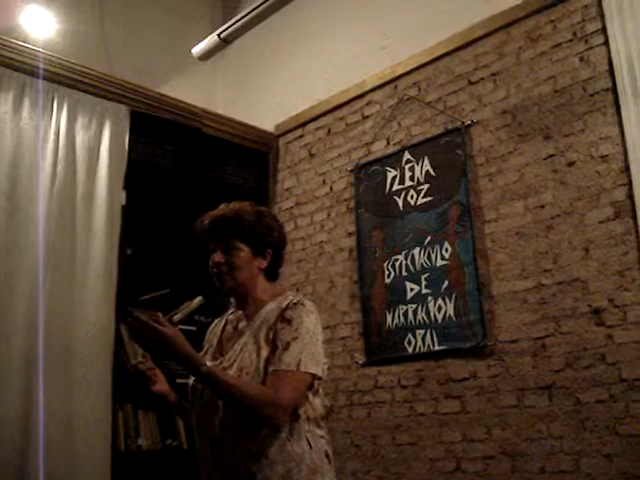 A
PLENA
VOZ
ESPECTÁCULO
DE
NARRACIÓN
ORAL